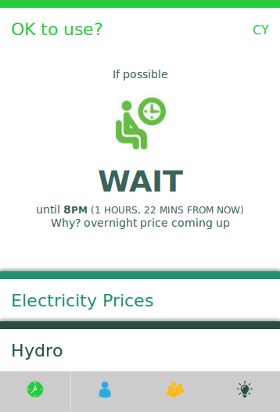 OK to use?
CY
If possible
WAIT
until 8PM (1 HOURS, 22 MINS FROM NOW)
Why? overnight price coming up
Electricity Prices
Hydro